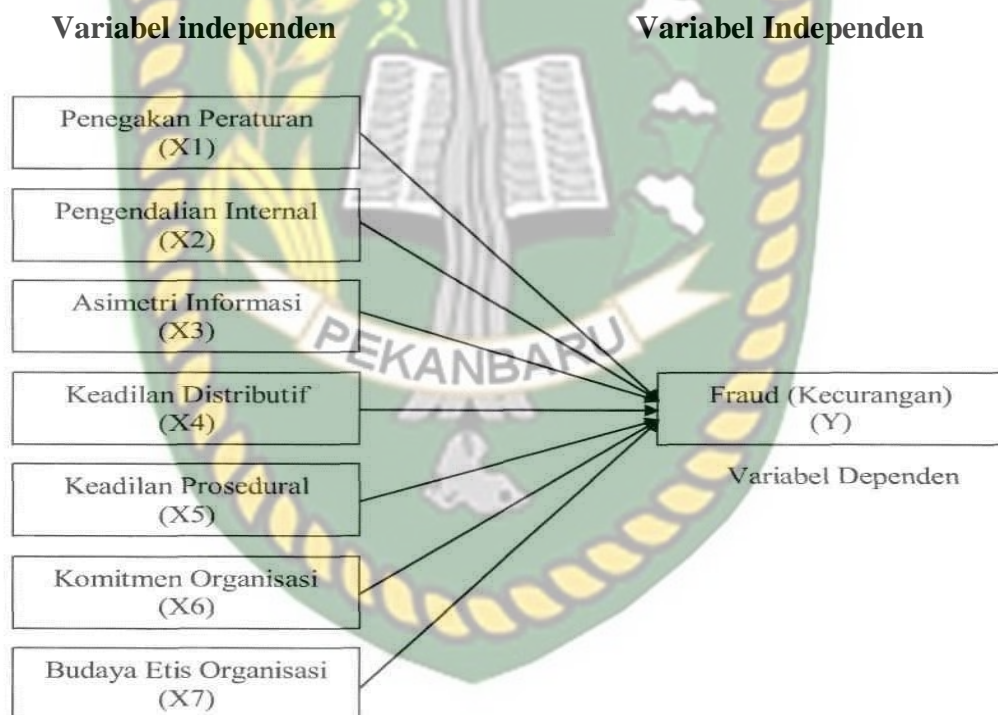 Variabel independen
Variabel Independen
Penegakan Peraturan
(X1)
Pengendalian Internal
(X2)
Asimetri Informasi
(X3)
Keadilan Distributif
(X4)
Keadilan Prosedural
(X5)
Komitmen Organisasi
(X6)
Budaya Etis Organisasi
(X7)
Fraud (Kecurangan)
(Y)
Variabel Dependen
PEKANBARU